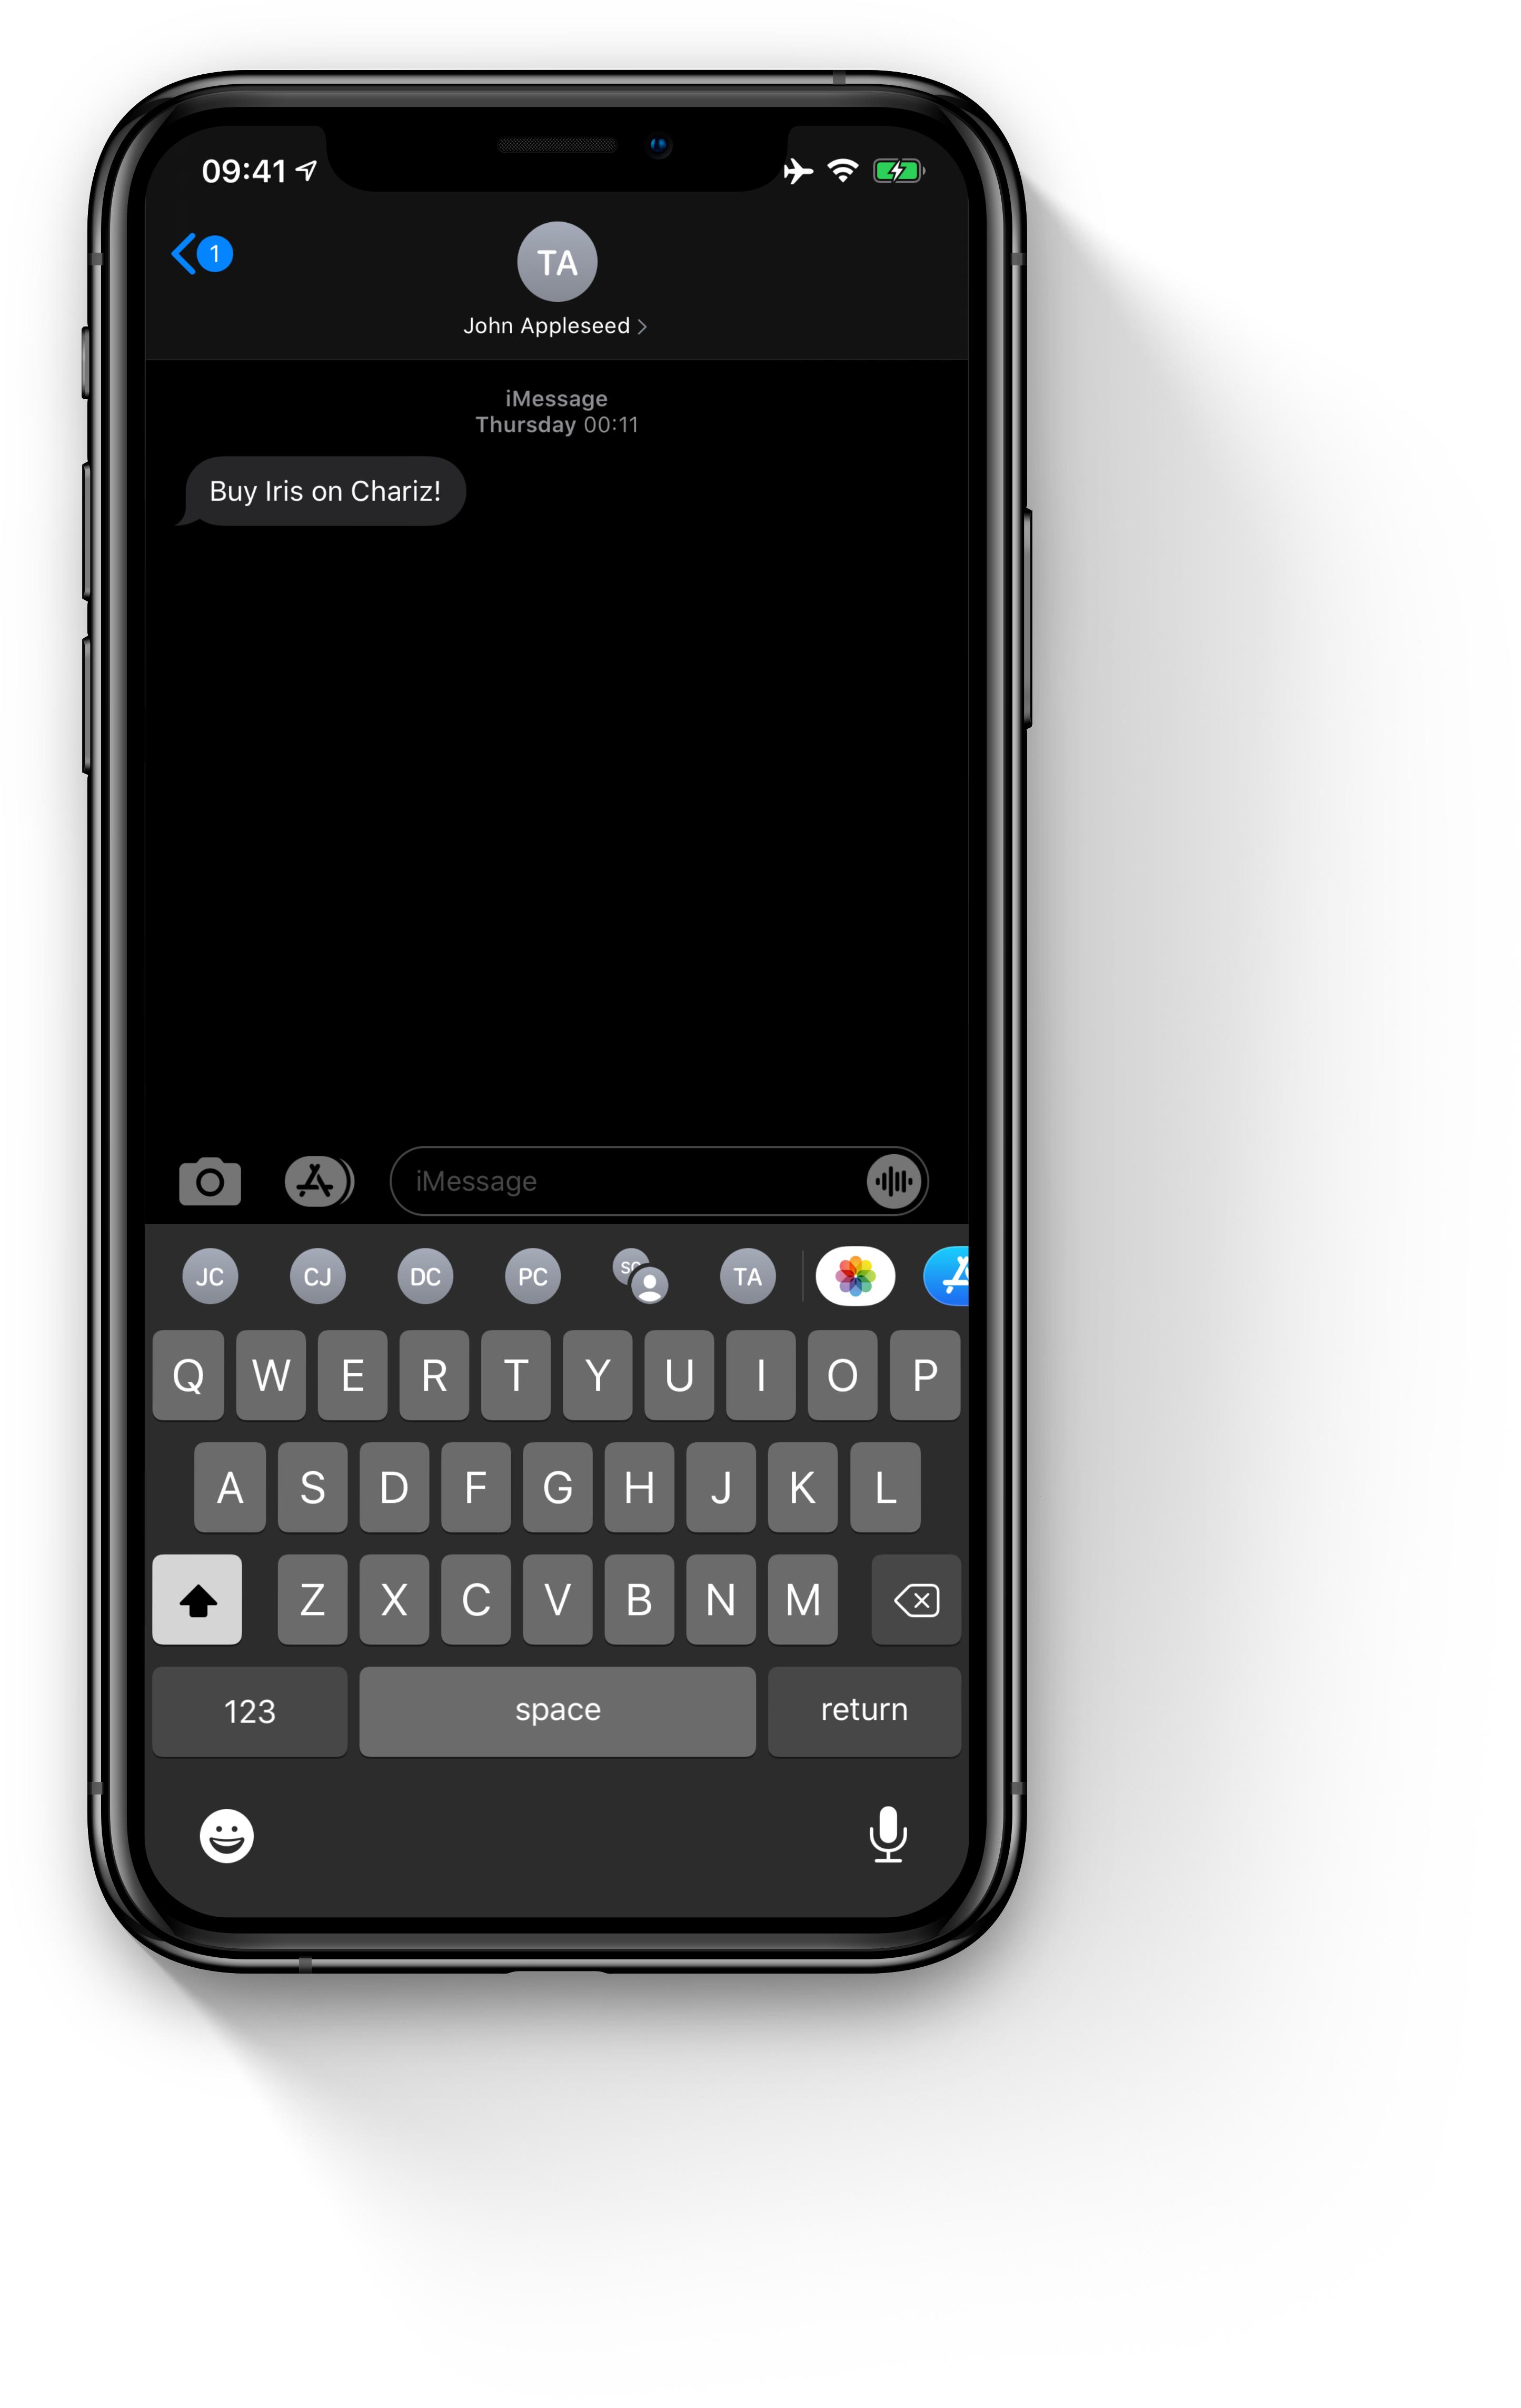 09:41
1
TA
John Appleseed
iMessage
Thursday 00:11
Buy Iris on Chariz!
iMessage
JC CJ DC PC TA
Q W E R T Y U I O P
A S D F G H J K L
Z X C V B N M
123 space return